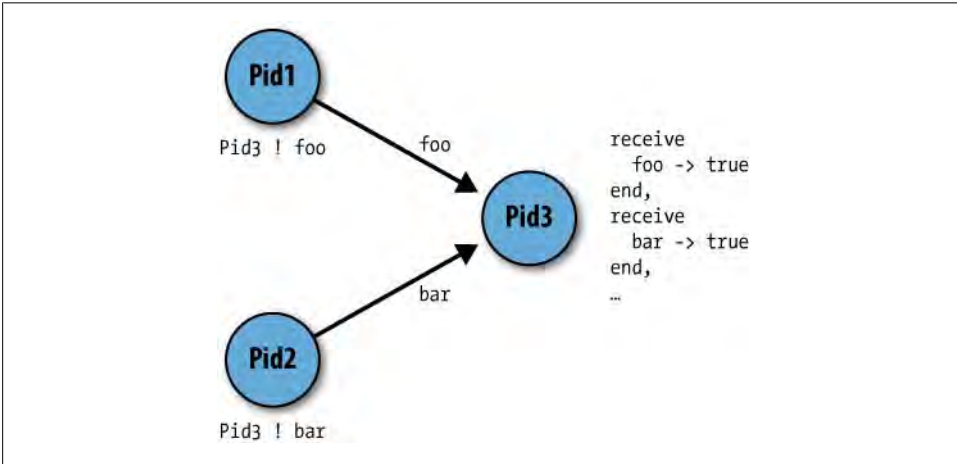 Pid1
Pid3 ! foo
foo
receive
  foo -> true
end,
receive
  bar -> true
end,
…
Pid3
bar
Pid2
Pid3 ! bar